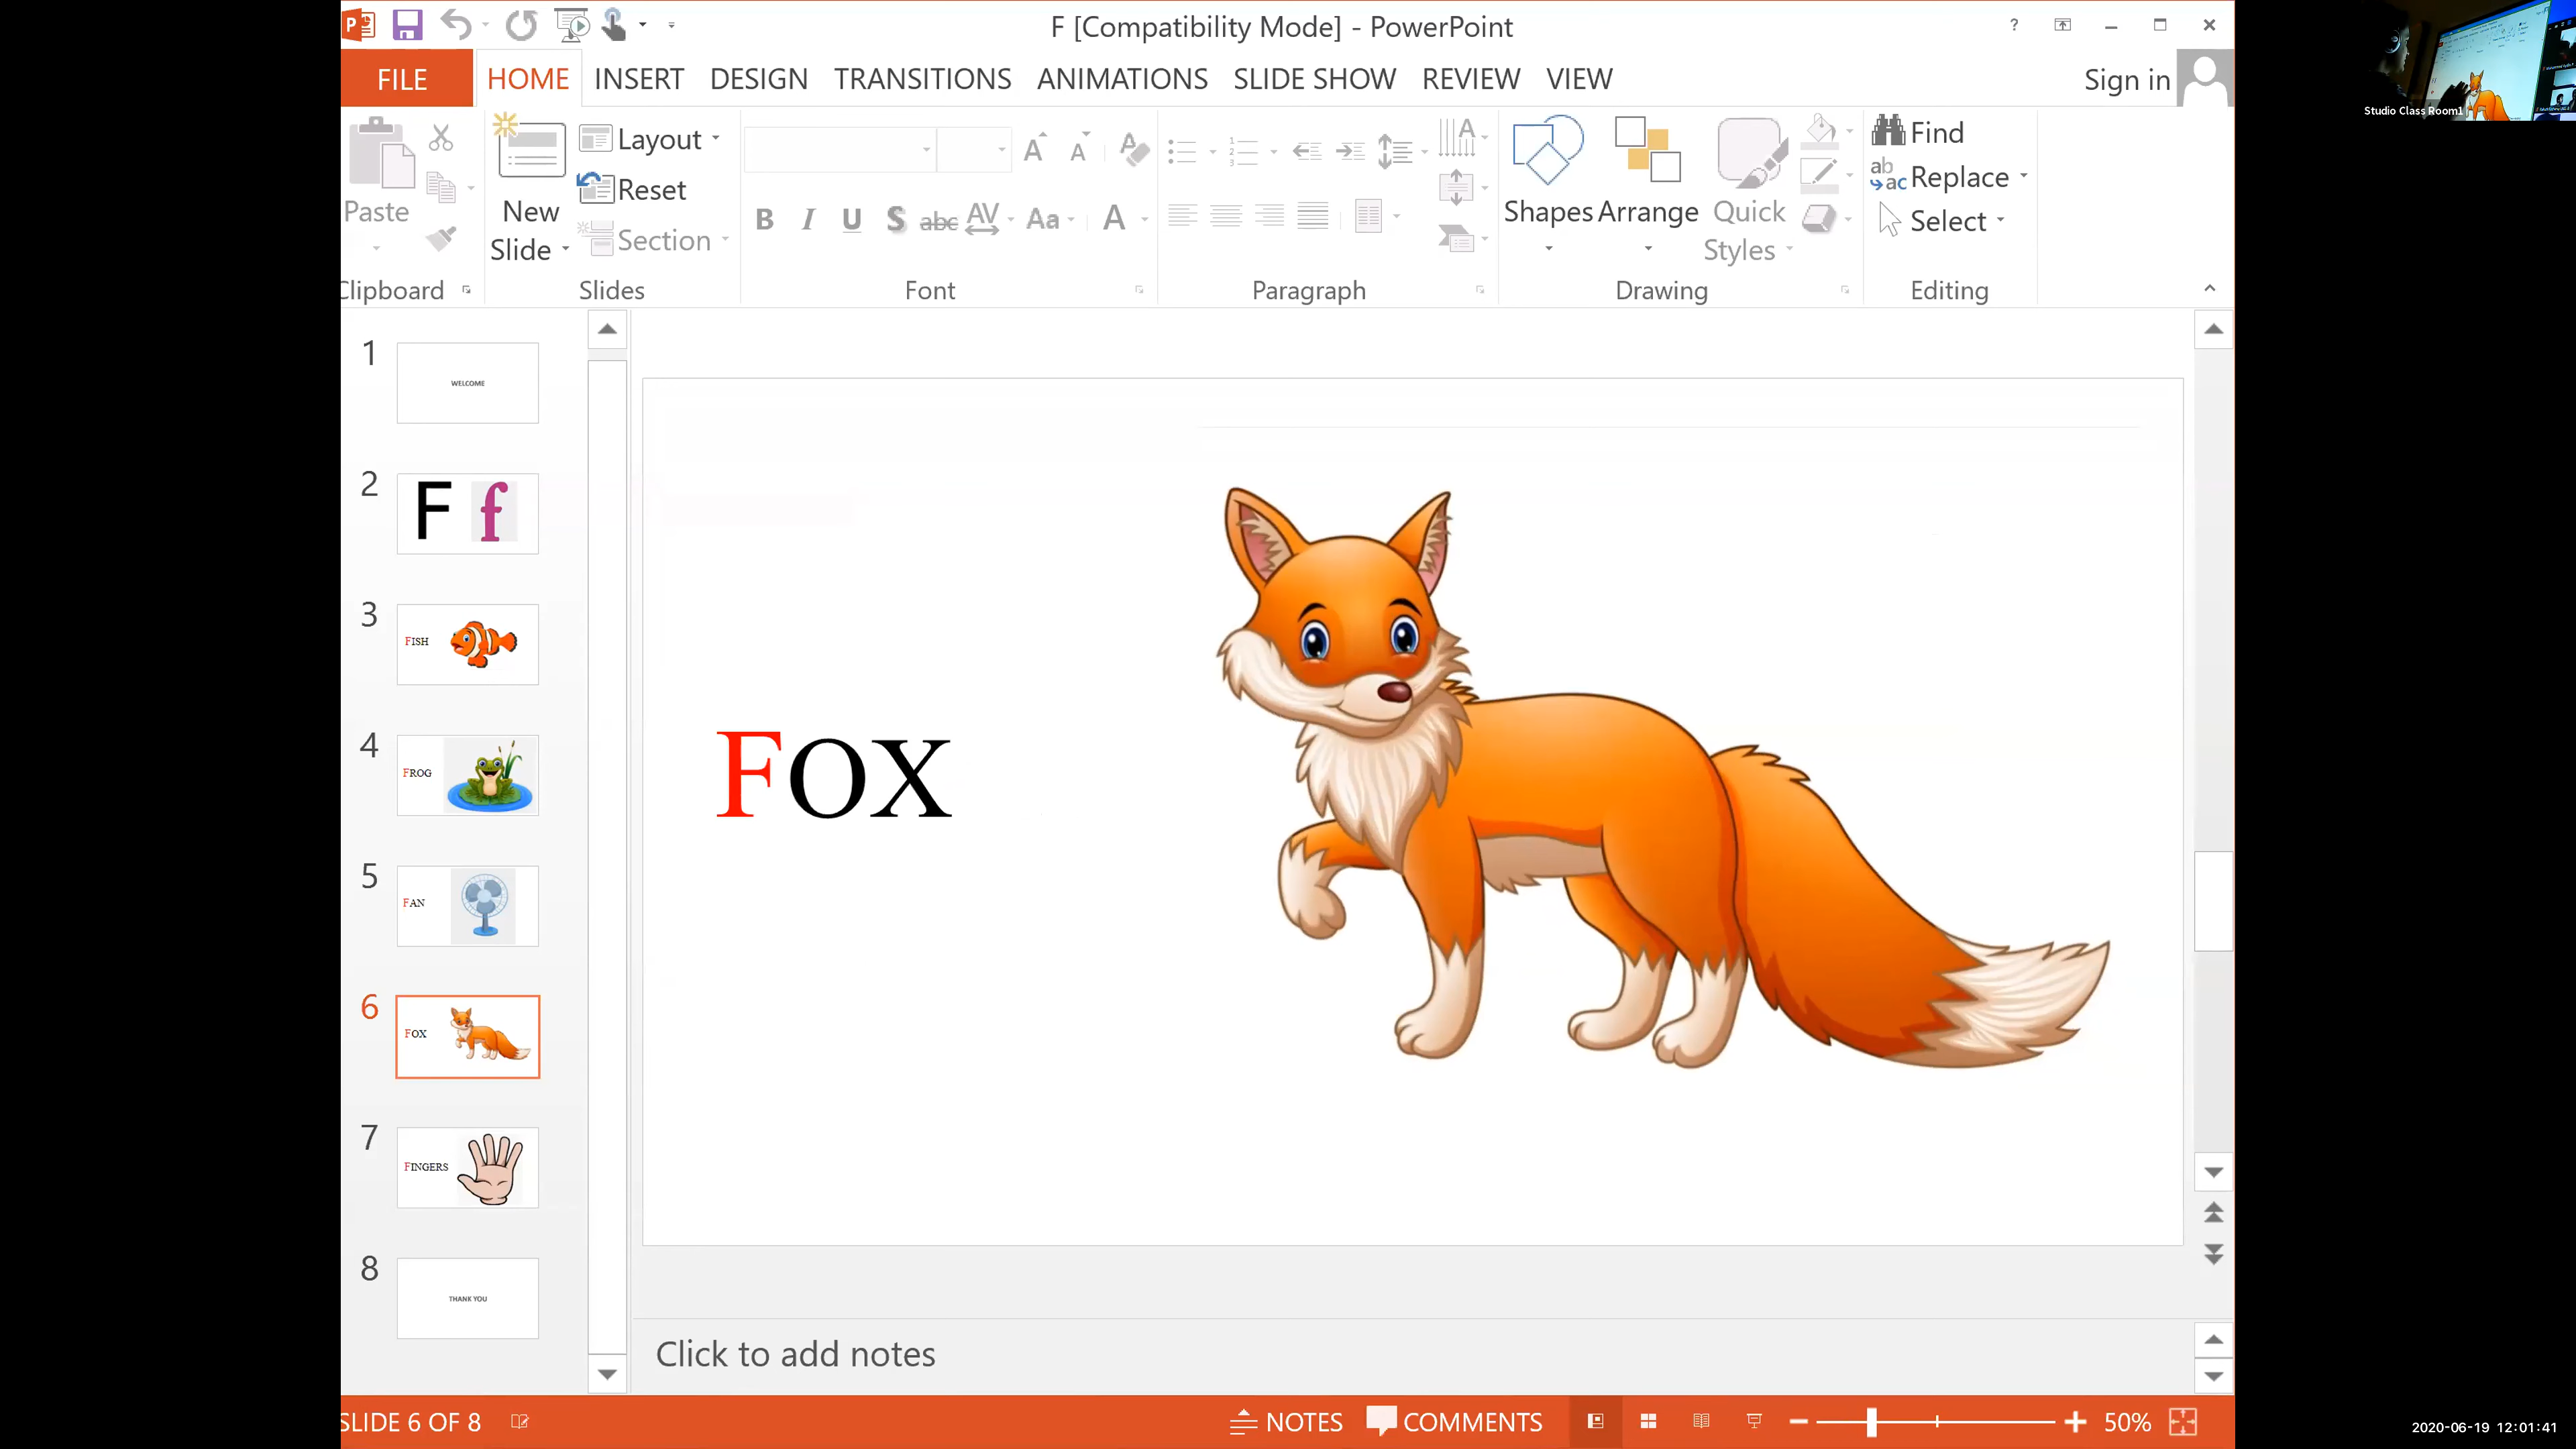 F [Compatibility Mode] - PowerPoint
FILE HOME INSERT DESIGN TRANSITIONS ANIMATIONS SLIDE SHOW REVIEW VIEW Sign in
Studio Class Room1
Paste
Clipboard
New Slide
Layout
Reset
Section
Slides
B I U S abc AV Aa A
Font
Paragraph
Shapes Arrange Quick Styles
Drawing
Find
Replace
Select
Editing
1
WELCOME
2
F f
3
FISH
4
FROG
5
FAN
6
FOX
7
FINGERS
8
THANK YOU
FOX
Click to add notes
SLIDE 6 OF 8 NOTES COMMENTS 50%
2020-06-19 12:01:41